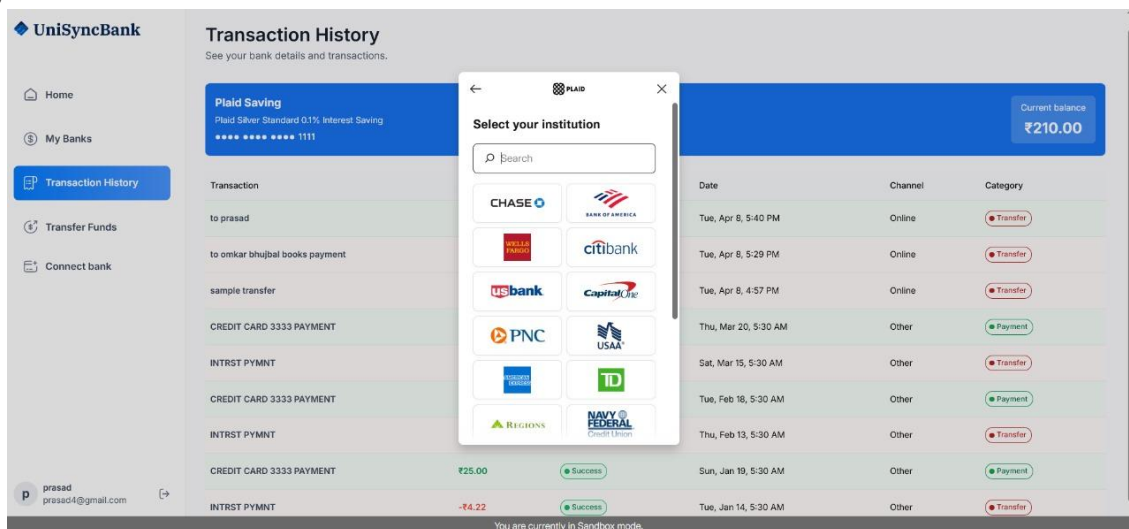 UniSyncBank
Home
My Banks
Transaction History
Transfer Funds
Connect bank
P
prasad
prasad4@gmail.com
Transaction History
See your bank details and transactions.
Plaid Saving
Plaid Silver Standard 0.1% Interest Saving
●●●● ●●●● ●●●● 1111
Current balance
₹210.00
Transaction Date Channel Category
to prasad Tue, Apr 8, 5:40 PM Online Transfer
to omkar bhujbal books payment Tue, Apr 8, 5:29 PM Online Transfer
sample transfer Tue, Apr 8, 4:57 PM Online Transfer
CREDIT CARD 3333 PAYMENT Thu, Mar 20, 5:30 AM Other Payment
INTRST PYMNT Sat, Mar 15, 5:30 AM Other Transfer
CREDIT CARD 3333 PAYMENT Tue, Feb 18, 5:30 AM Other Payment
INTRST PYMNT Thu, Feb 13, 5:30 AM Other Transfer
CREDIT CARD 3333 PAYMENT ₹25.00 Success Sun, Jan 19, 5:30 AM Other Payment
INTRST PYMNT -₹4.22 Success Tue, Jan 14, 5:30 AM Other Transfer
PLAID
Select your institution
Search
CHASE
BANK OF AMERICA
WELLS FARGO
citibank
usbank
Capital One
PNC
USAA
AMERICAN EXPRESS
TD
REGIONS
NAVY FEDERAL Credit Union
You are currently in Sandbox mode.